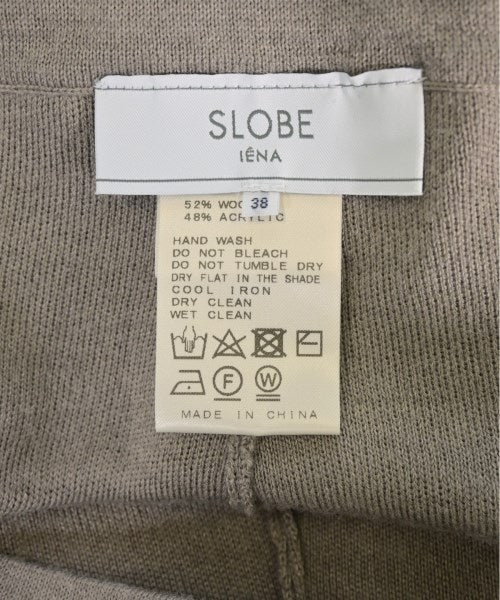 SLOBE
IÉNA
38
52%
48% ACRYLIC
HAND WASH
DO NOT BLEACH
DO NOT TUMBLE DRY
DRY FLAT IN THE SHADE
COOL IRON
DRY CLEAN
WET CLEAN
F
W
MADE IN CHINA